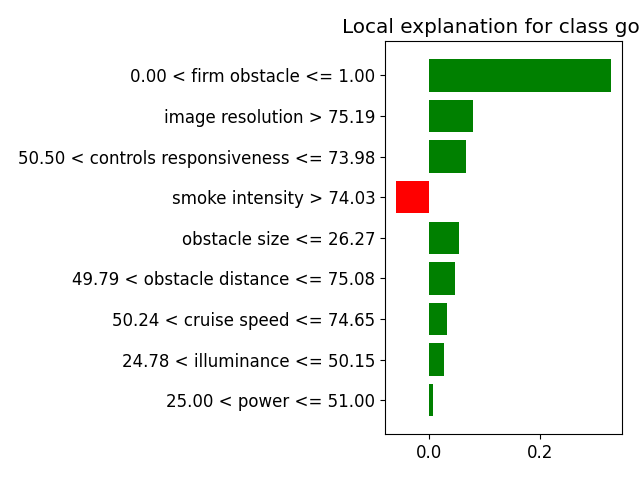 Local explanation for class go
0.00 < firm obstacle <= 1.00
image resolution > 75.19
50.50 < controls responsiveness <= 73.98
smoke intensity > 74.03
obstacle size <= 26.27
49.79 < obstacle distance <= 75.08
50.24 < cruise speed <= 74.65
24.78 < illuminance <= 50.15
25.00 < power <= 51.00
0.0 0.2